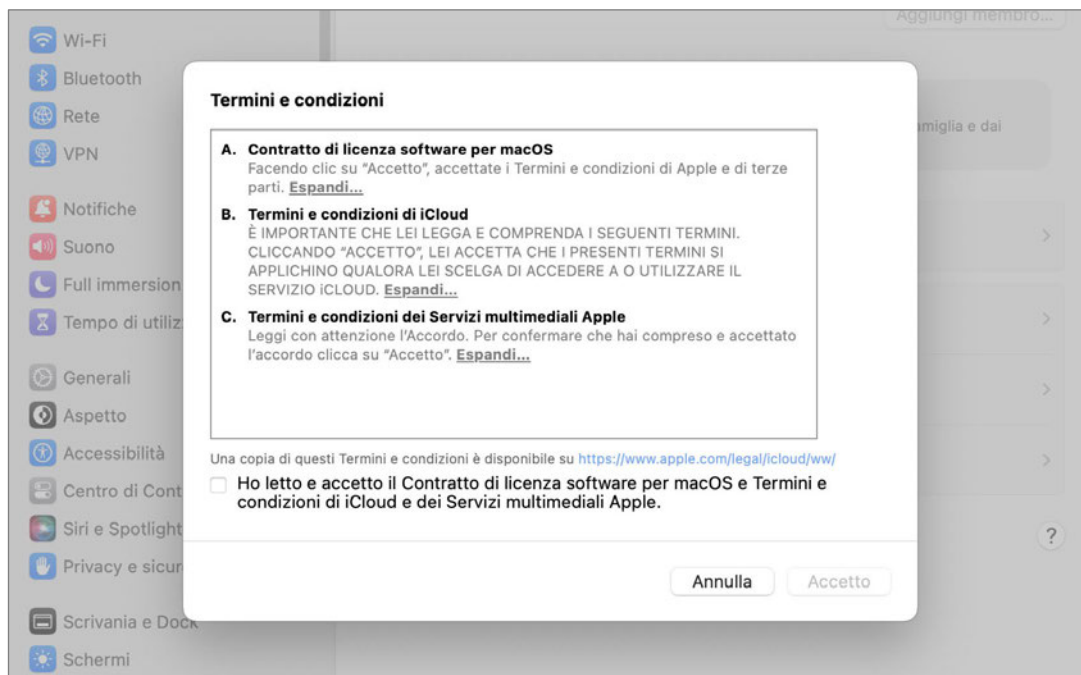 Aggiungi membro...
Wi-Fi
Bluetooth
Rete
VPN
Notifiche
Suono
Full immersion
Tempo di utiliz
Generali
Aspetto
Accessibilità
Centro di Cont
Siri e Spotlight
Privacy e sicur
Scrivania e Dock
Schermi
amiglia e dai
?
Termini e condizioni
A. Contratto di licenza software per macOS
Facendo clic su “Accetto”, accettate i Termini e condizioni di Apple e di terze
parti. Espandi...
B. Termini e condizioni di iCloud
È IMPORTANTE CHE LEI LEGGA E COMPRENDA I SEGUENTI TERMINI.
CLICCANDO “ACCETTO”, LEI ACCETTA CHE I PRESENTI TERMINI SI
APPLICHINO QUALORA LEI SCELGA DI ACCEDERE A O UTILIZZARE IL
SERVIZIO iCLOUD. Espandi...
C. Termini e condizioni dei Servizi multimediali Apple
Leggi con attenzione l’Accordo. Per confermare che hai compreso e accettato
l’accordo clicca su “Accetto”. Espandi...
Una copia di questi Termini e condizioni è disponibile su https://www.apple.com/legal/icloud/ww/
Ho letto e accetto il Contratto di licenza software per macOS e Termini e
condizioni di iCloud e dei Servizi multimediali Apple.
Annulla
Accetto